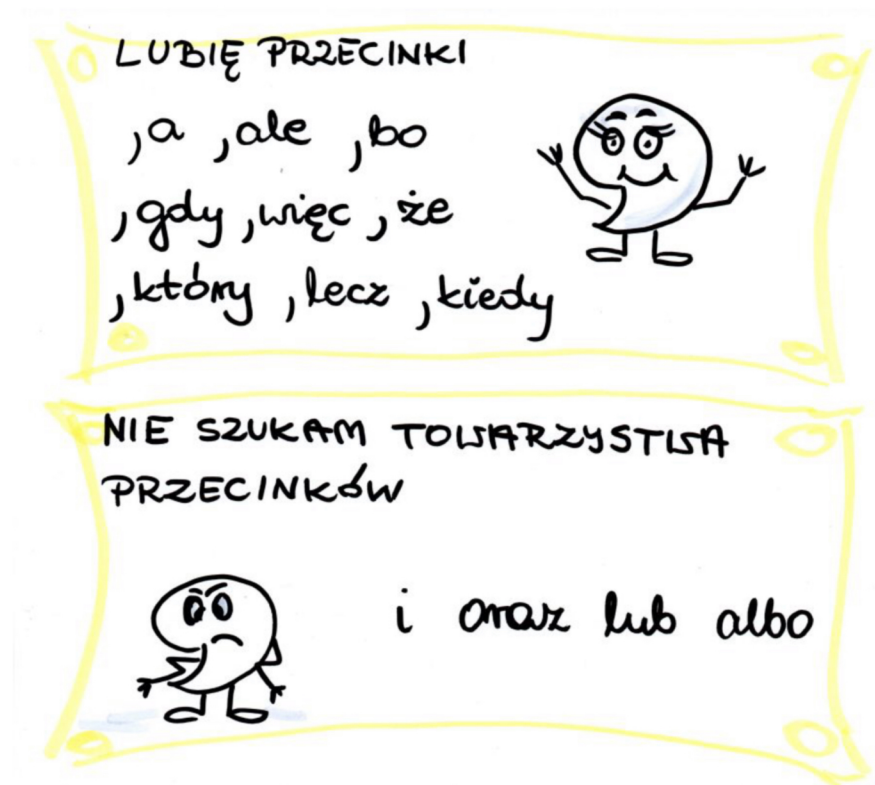 LUBIĘ PRZECINKI
,a ,ale ,bo
,gdy ,więc , że
,który , lecz ,kiedy
NIE SZUKAM TOWARZYSTWA
PRZECINKÓW
i oraz lub albo